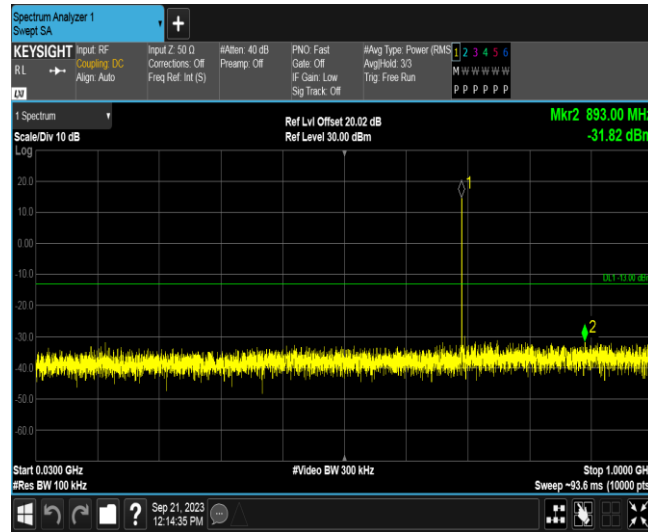 Spectrum Analyzer 1
Swept SA
KEYSIGHT
RL
LXI
Input: RF
Coupling: DC
Align: Auto
Input Z: 50 Ω
Corrections: Off
Freq Ref: Int (S)
#Atten: 40 dB
Preamp: Off
PNO: Fast
Gate: Off
IF Gain: Low
Sig Track: Off
#Avg Type: Power (RMS
Avg|Hold: 3/3
Trig: Free Run
1 2 3 4 5 6
M W W W W W
P P P P P P
1 Spectrum
Scale/Div 10 dB
Ref Lvl Offset 20.02 dB
Ref Level 30.00 dBm
Mkr2 893.00 MHz
-31.82 dBm
Log
20.0
10.0
0.00
-10.0
-20.0
-30.0
-40.0
-50.0
-60.0
1
DL1 -13.00 dBm
2
Start 0.0300 GHz
#Res BW 100 kHz
#Video BW 300 kHz
Stop 1.0000 GHz
Sweep ~93.6 ms (10000 pts
Sep 21, 2023
12:14:35 PM